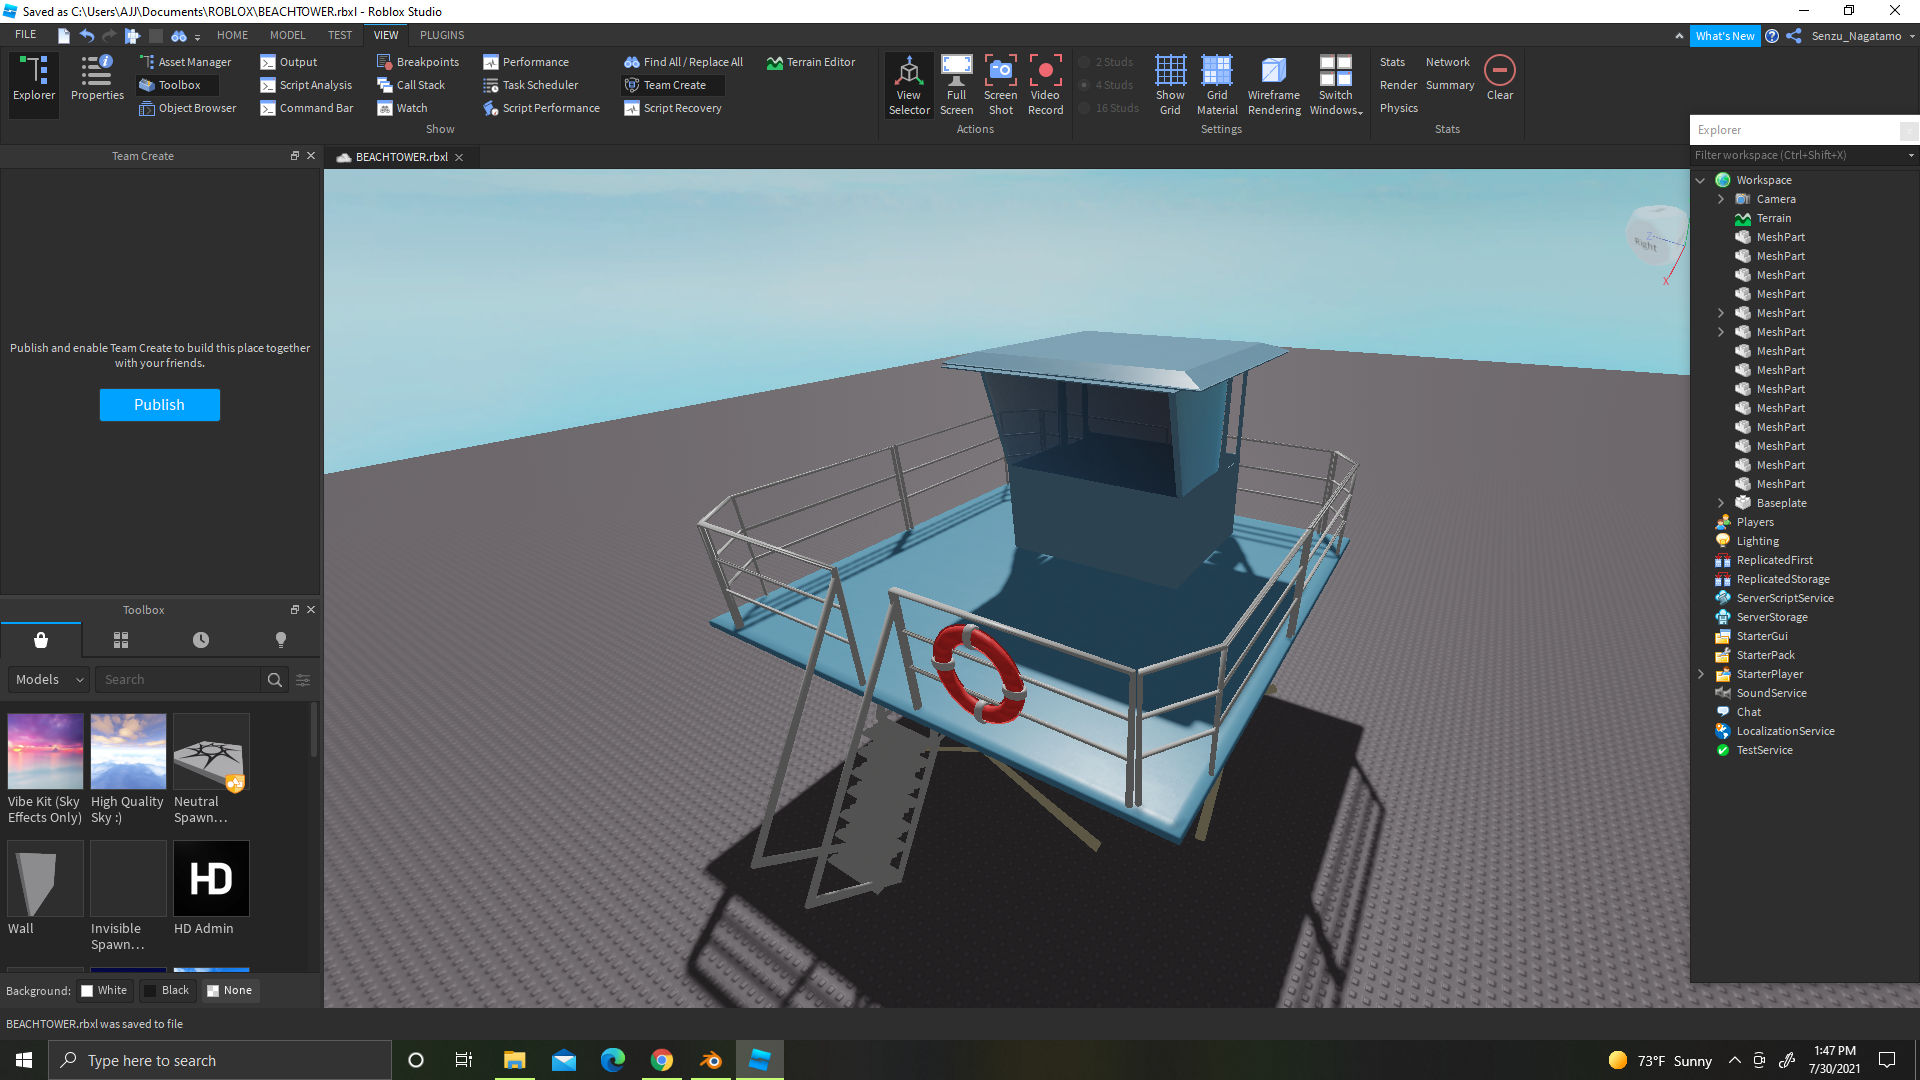 Saved as C:\Users\AJJ\Documents\ROBLOX\BEACHTOWER.rbxl - Roblox Studio
FILE HOME MODEL TEST VIEW PLUGINS What's New Senzu_Nagatamo
Explorer
Properties
Asset Manager
Toolbox
Object Browser
Output
Script Analysis
Command Bar
Breakpoints
Call Stack
Watch
Performance
Task Scheduler
Script Performance
Find All / Replace All
Team Create
Script Recovery
Terrain Editor
Show
View
Selector
Full
Screen
Screen
Shot
Video
Record
Actions
2 Studs
4 Studs
16 Studs
Show
Grid
Grid
Material
Wireframe
Rendering
Switch
Windows
Settings
Stats
Render
Physics
Network
Summary
Clear
Stats
Team Create
Publish and enable Team Create to build this place together
with your friends.
Publish
Toolbox
Models
Search
Vibe Kit (Sky
Effects Only)
High Quality
Sky :)
Neutral
Spawn...
Wall
Invisible
Spawn...
HD
HD Admin
Background: White Black None
BEACHTOWER.rbxl was saved to file
BEACHTOWER.rbxl
Right
Z
X
Explorer
Filter workspace (Ctrl+Shift+X)
Workspace
Camera
Terrain
MeshPart
MeshPart
MeshPart
MeshPart
MeshPart
MeshPart
MeshPart
MeshPart
MeshPart
MeshPart
MeshPart
MeshPart
MeshPart
MeshPart
Baseplate
Players
Lighting
ReplicatedFirst
ReplicatedStorage
ServerScriptService
ServerStorage
StarterGui
StarterPack
StarterPlayer
SoundService
Chat
LocalizationService
TestService
Type here to search
73°F Sunny
1:47 PM
7/30/2021